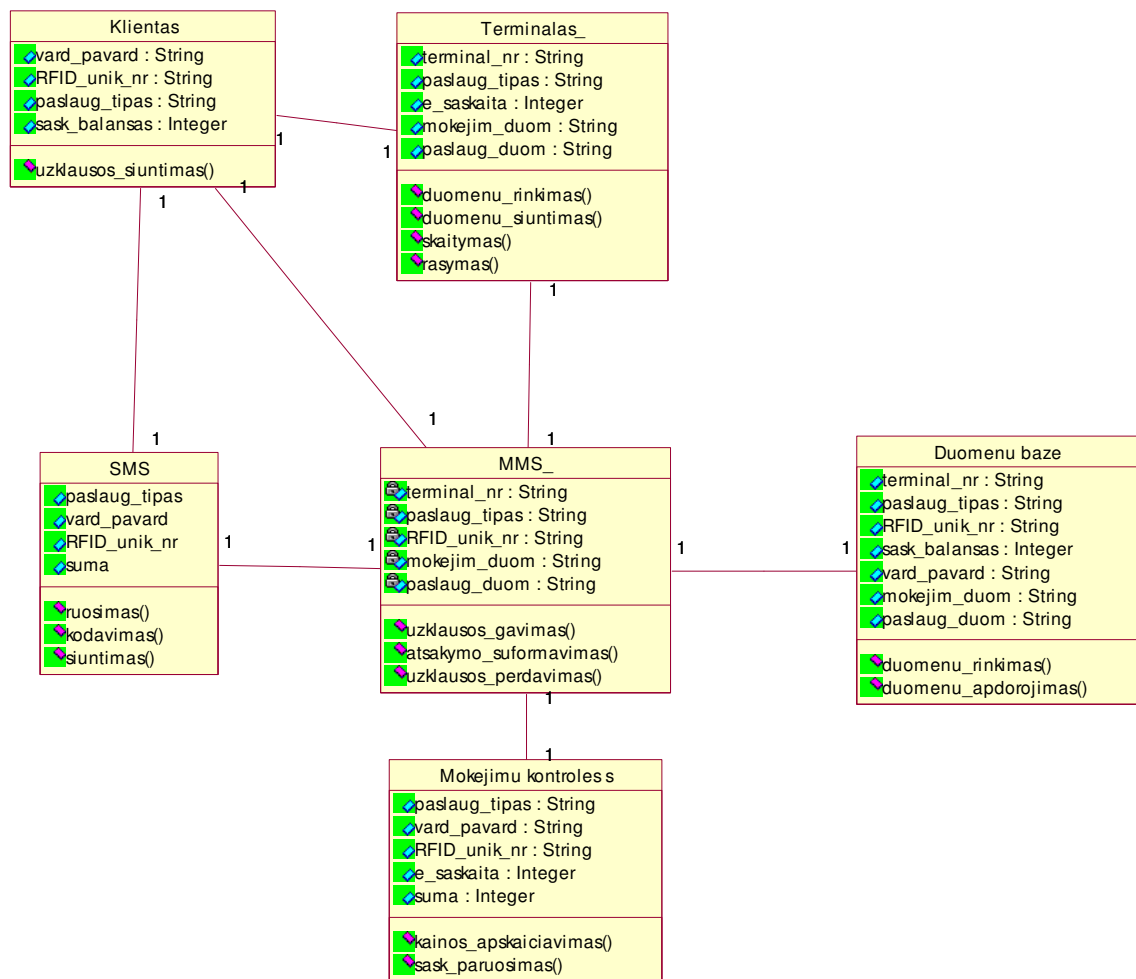 Klientas
vard_pavard : String
RFID_unik_nr : String
paslaug_tipas : String
sask_balansas : Integer
uzklausos_siuntimas()
Terminalas_
terminal_nr : String
paslaug_tipas : String
e_saskaita : Integer
mokejim_duom : String
paslaug_duom : String
duomenu_rinkimas()
duomenu_siuntimas()
skaitymas()
rasymas()
1
1
1
1
1
1
1
1
SMS
paslaug_tipas
vard_pavard
RFID_unik_nr
suma
ruosimas()
kodavimas()
siuntimas()
1
1
MMS_
terminal_nr : String
paslaug_tipas : String
RFID_unik_nr : String
mokejim_duom : String
paslaug_duom : String
uzklausos_gavimas()
atsakymo_suformavimas()
uzklausos_perdavimas()
1
1
Duomenu baze
terminal_nr : String
paslaug_tipas : String
RFID_unik_nr : String
sask_balansas : Integer
vard_pavard : String
mokejim_duom : String
paslaug_duom : String
duomenu_rinkimas()
duomenu_apdorojimas()
1
1
Mokejimu kontroles s
paslaug_tipas : String
vard_pavard : String
RFID_unik_nr : String
e_saskaita : Integer
suma : Integer
kainos_apskaiciavimas()
sask_paruosimas()